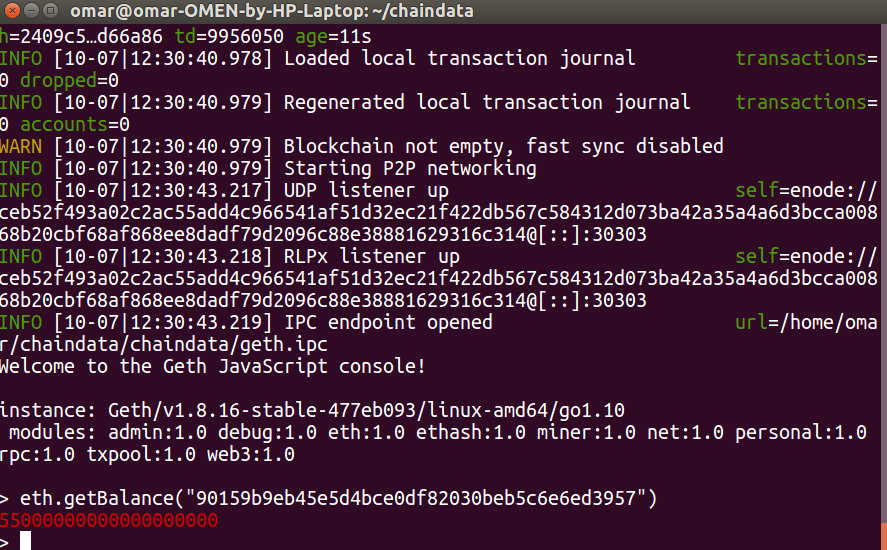 omar@omar-OMEN-by-HP-Laptop: ~/chaindata
h=2409c5…d66a86 td=9956050 age=11s
INFO [10-07|12:30:40.978] Loaded local transaction journal transactions=
0 dropped=0
INFO [10-07|12:30:40.979] Regenerated local transaction journal transactions=
0 accounts=0
WARN [10-07|12:30:40.979] Blockchain not empty, fast sync disabled
INFO [10-07|12:30:40.979] Starting P2P networking
INFO [10-07|12:30:43.217] UDP listener up self=enode://
ceb52f493a02c2ac55add4c966541af51d32ec21f422db567c584312d073ba42a35a4a6d3bcca008
68b20cbf68af868ee8dadf79d2096c88e38881629316c314@[::]:30303
INFO [10-07|12:30:43.218] RLPx listener up self=enode://
ceb52f493a02c2ac55add4c966541af51d32ec21f422db567c584312d073ba42a35a4a6d3bcca008
68b20cbf68af868ee8dadf79d2096c88e38881629316c314@[::]:30303
INFO [10-07|12:30:43.219] IPC endpoint opened url=/home/oma
r/chaindata/chaindata/geth.ipc
Welcome to the Geth JavaScript console!
instance: Geth/v1.8.16-stable-477eb093/linux-amd64/go1.10
modules: admin:1.0 debug:1.0 eth:1.0 ethash:1.0 miner:1.0 net:1.0 personal:1.0
rpc:1.0 txpool:1.0 web3:1.0
> eth.getBalance("90159b9eb45e5d4bce0df82030beb5c6e6ed3957")
55000000000000000000
>